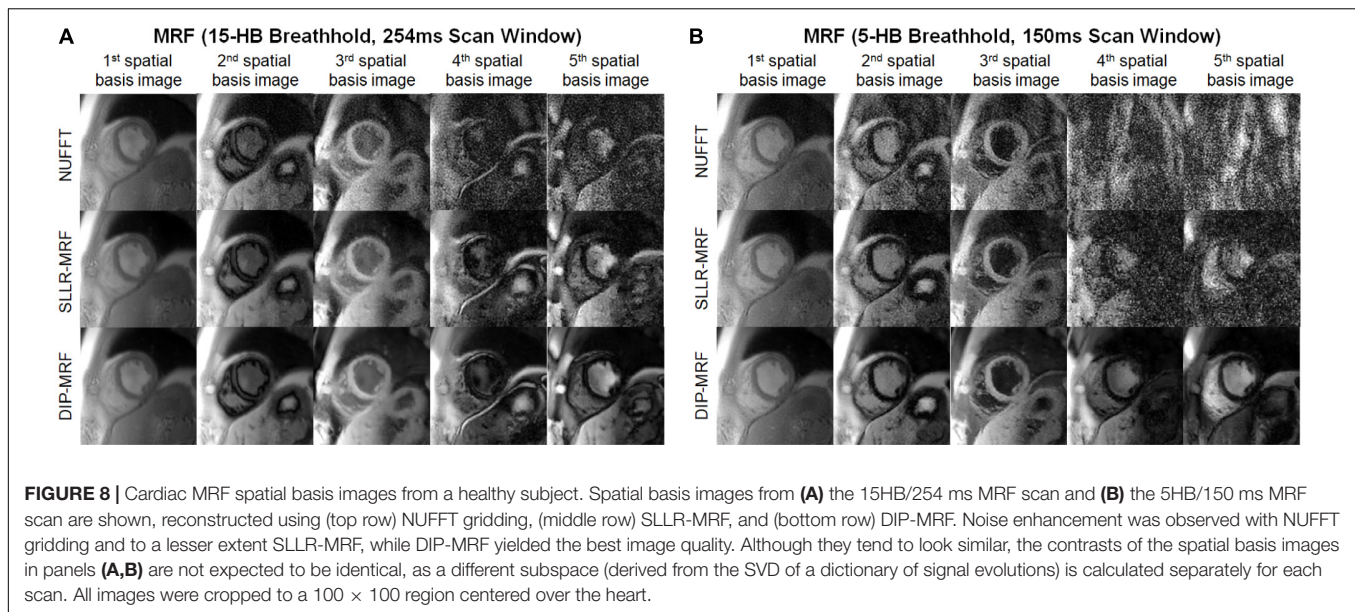 A
MRF (15-HB Breathhold, 254ms Scan Window)
1st spatial basis image
2nd spatial basis image
3rd spatial basis image
4th spatial basis image
5th spatial basis image
NUFFT
SLLR-MRF
DIP-MRF
B
MRF (5-HB Breathhold, 150ms Scan Window)
1st spatial basis image
2nd spatial basis image
3rd spatial basis image
4th spatial basis image
5th spatial basis image
NUFFT
SLLR-MRF
DIP-MRF
FIGURE 8 | Cardiac MRF spatial basis images from a healthy subject. Spatial basis images from (A) the 15HB/254 ms MRF scan and (B) the 5HB/150 ms MRF
scan are shown, reconstructed using (top row) NUFFT gridding, (middle row) SLLR-MRF, and (bottom row) DIP-MRF. Noise enhancement was observed with NUFFT
gridding and to a lesser extent SLLR-MRF, while DIP-MRF yielded the best image quality. Although they tend to look similar, the contrasts of the spatial basis images
in panels (A,B) are not expected to be identical, as a different subspace (derived from the SVD of a dictionary of signal evolutions) is calculated separately for each
scan. All images were cropped to a 100 × 100 region centered over the heart.